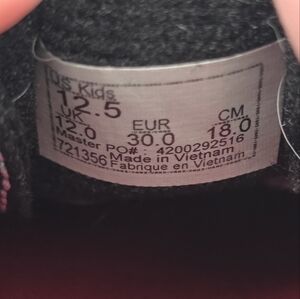 US Kids
12.5
UK EUR CM
12.0 30.0 18.0
Master PO# : 4200292516
721356 Made in Vietnam
Fabrique en Vietnam